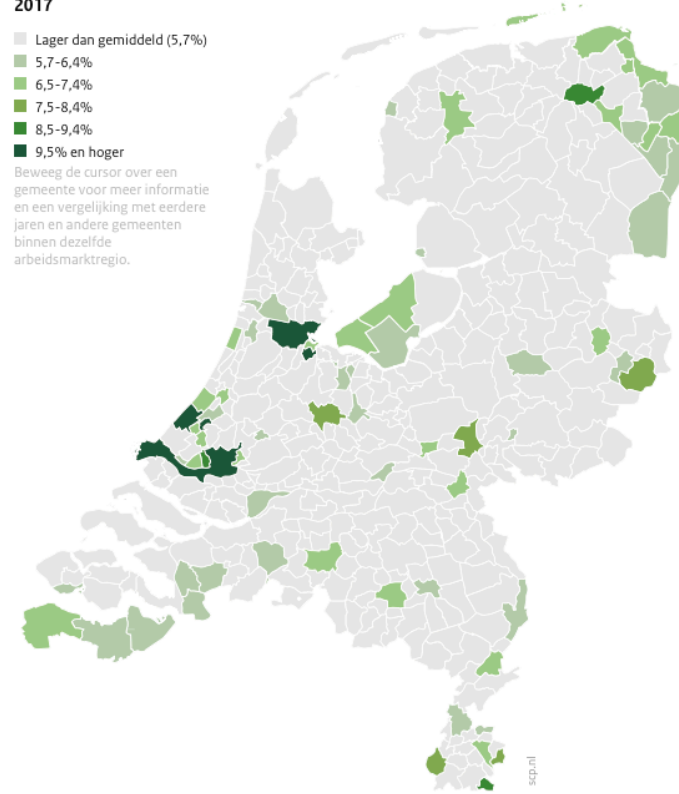 2017
Lager dan gemiddeld (5,7%)
5,7-6,4%
6,5-7,4%
7,5-8,4%
8,5-9,4%
9,5% en hoger
Beweeg de cursor over een
gemeente voor meer informatie
en een vergelijking met eerdere
jaren en andere gemeenten
binnen dezelfde
arbeidsmarktregio.
scp.nl